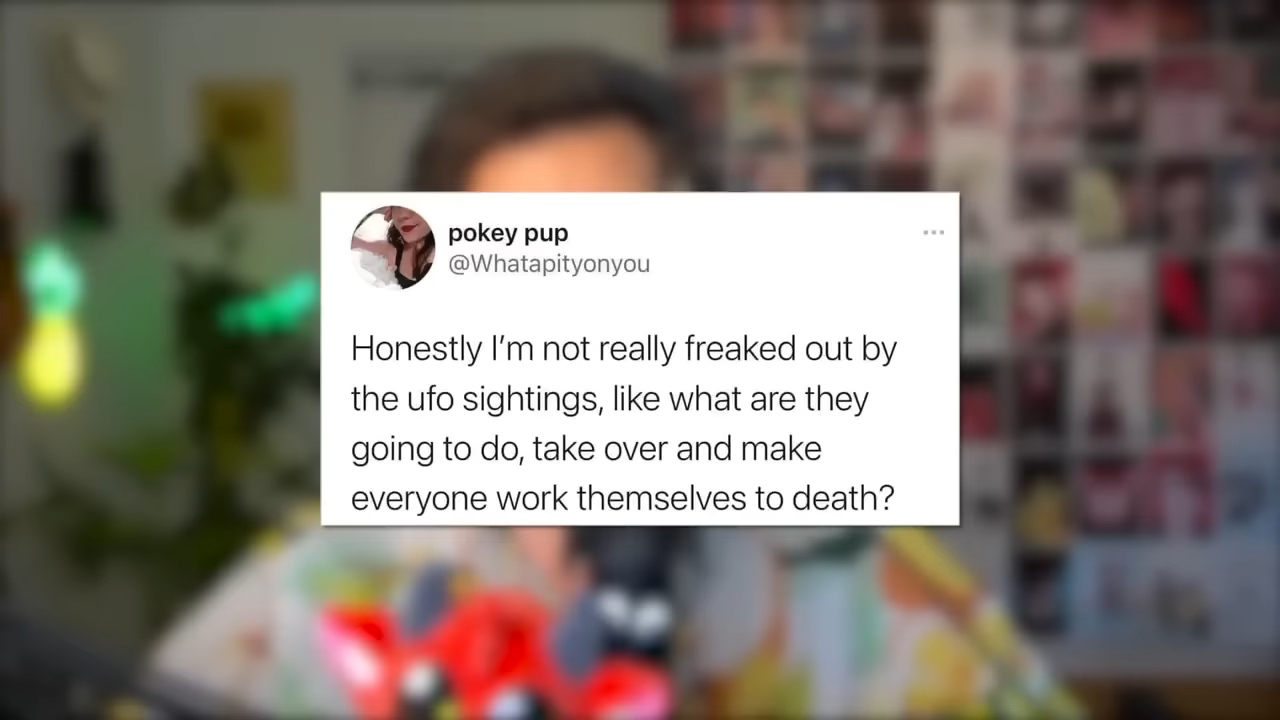 pokey pup
@Whatapityonyou
Honestly I’m not really freaked out by
the ufo sightings, like what are they
going to do, take over and make
everyone work themselves to death?